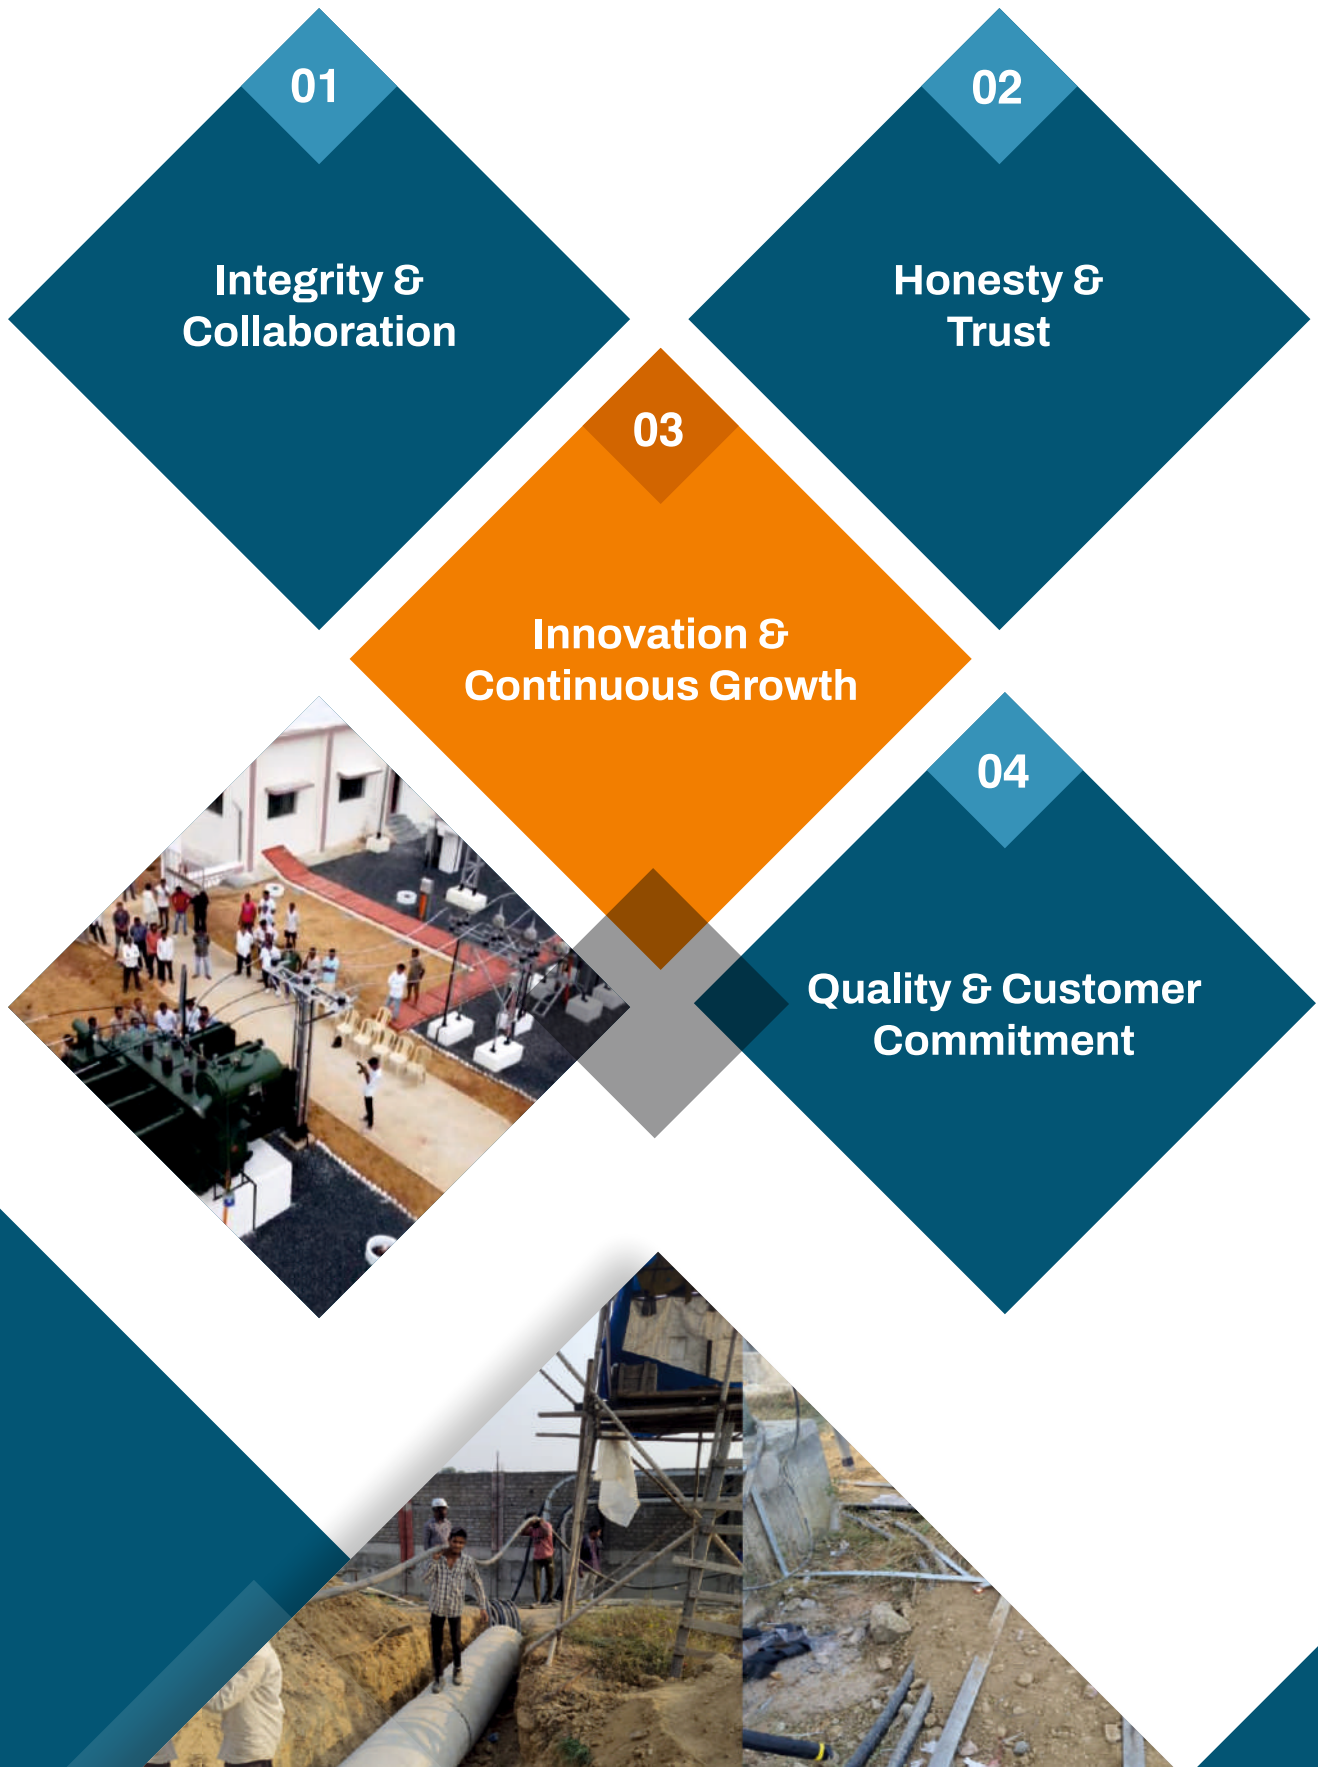 01
Integrity &
Collaboration
02
Honesty &
Trust
03
Innovation &
Continuous Growth
04
Quality & Customer
Commitment